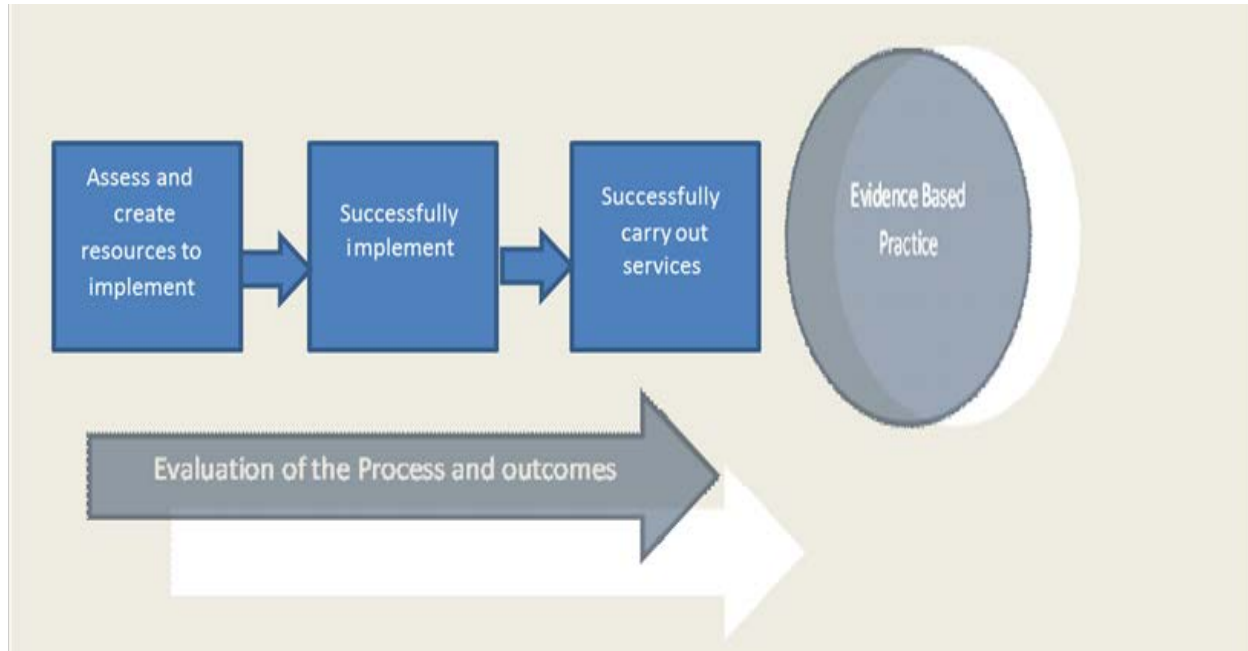 Assess and
create
resources to
implement
Successfully
implement
Successfully
carry out
services
Evidence Based
Practice
Evaluation of the Process and outcomes